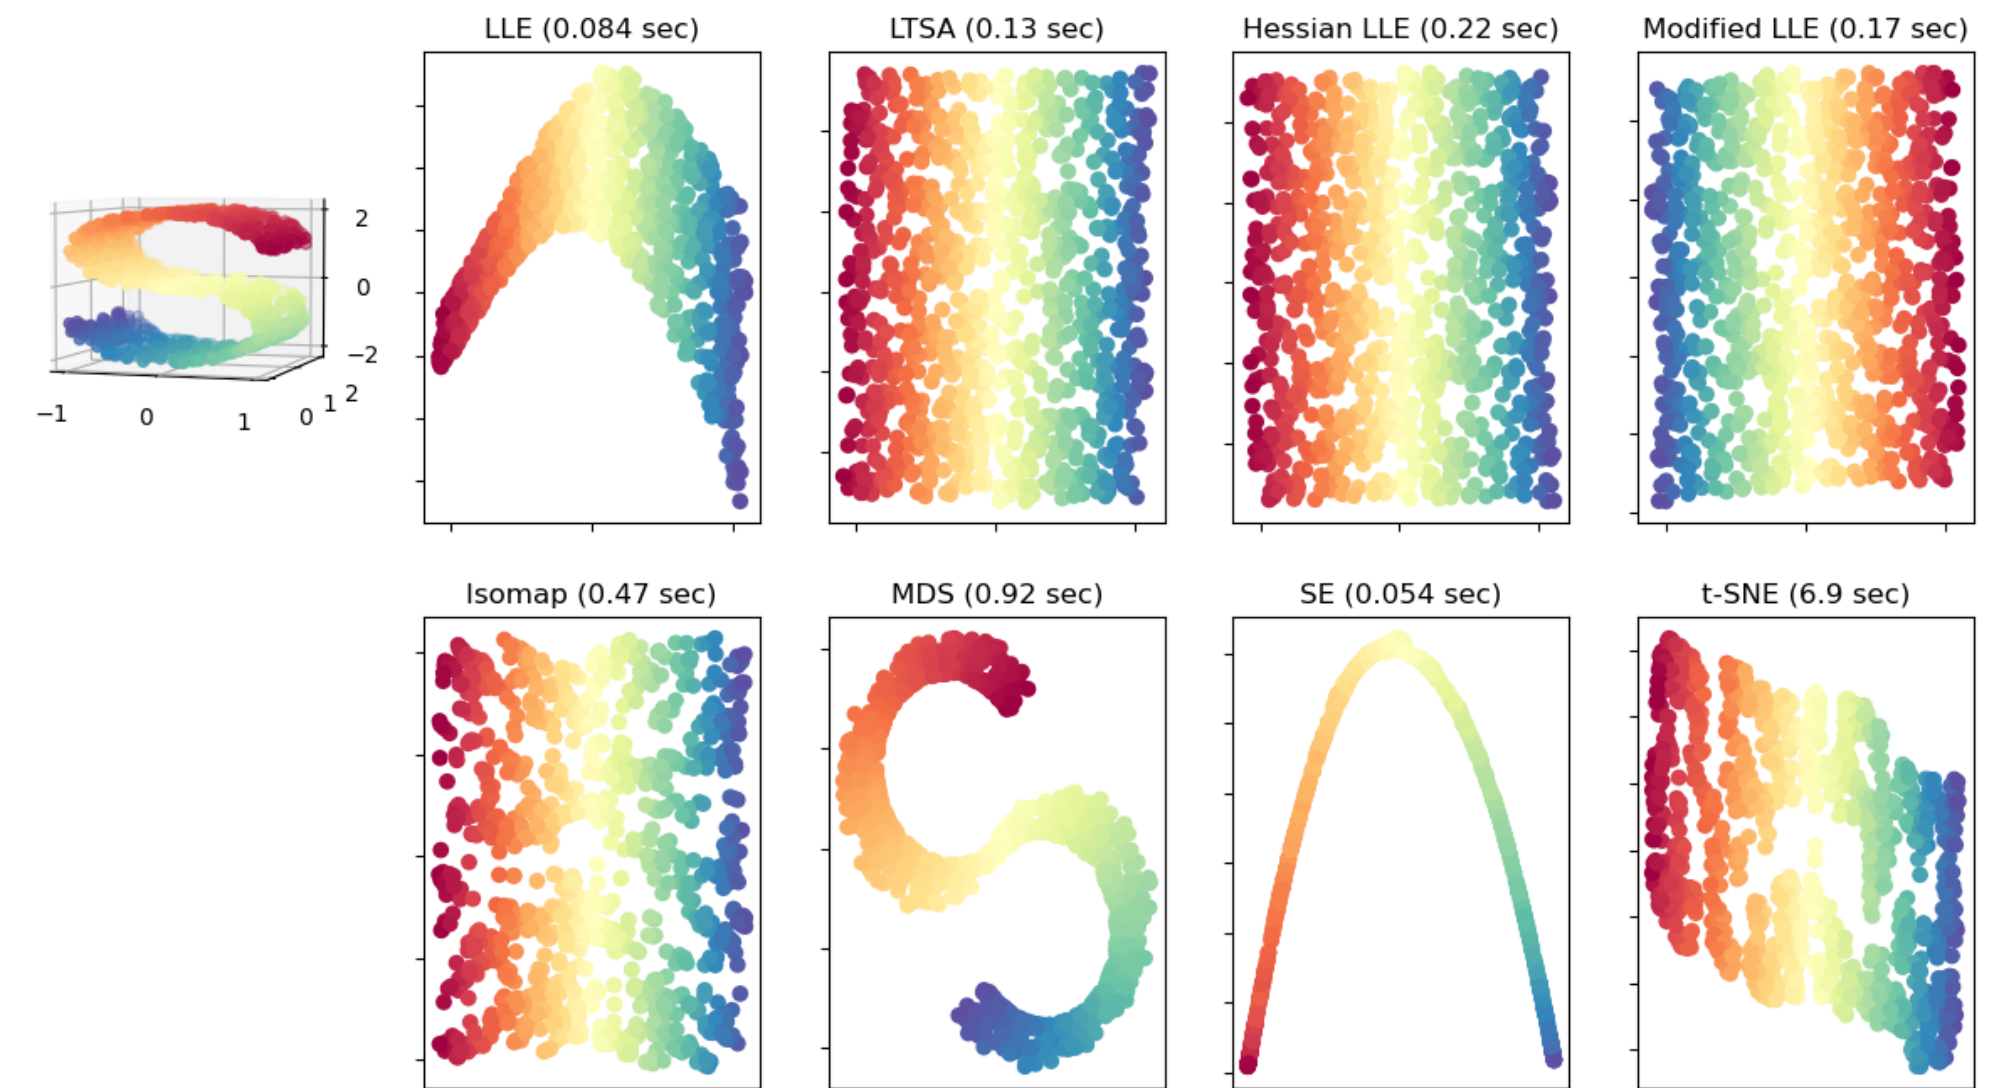 LLE (0.084 sec)
LTSA (0.13 sec)
Hessian LLE (0.22 sec)
Modified LLE (0.17 sec)
2
0
−2
−1
0
1
0
1
2
Isomap (0.47 sec)
MDS (0.92 sec)
SE (0.054 sec)
t-SNE (6.9 sec)